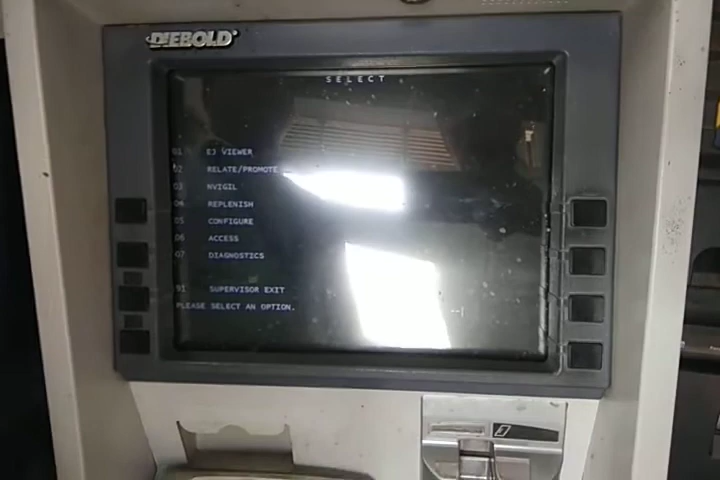 DIEBOLD
SELECT
01 EJ VIEWER
02 RELATE/PROMOTE
03 NVIGIL
04 REPLENISH
05 CONFIGURE
06 ACCESS
07 DIAGNOSTICS
91 SUPERVISOR EXIT
PLEASE SELECT AN OPTION.